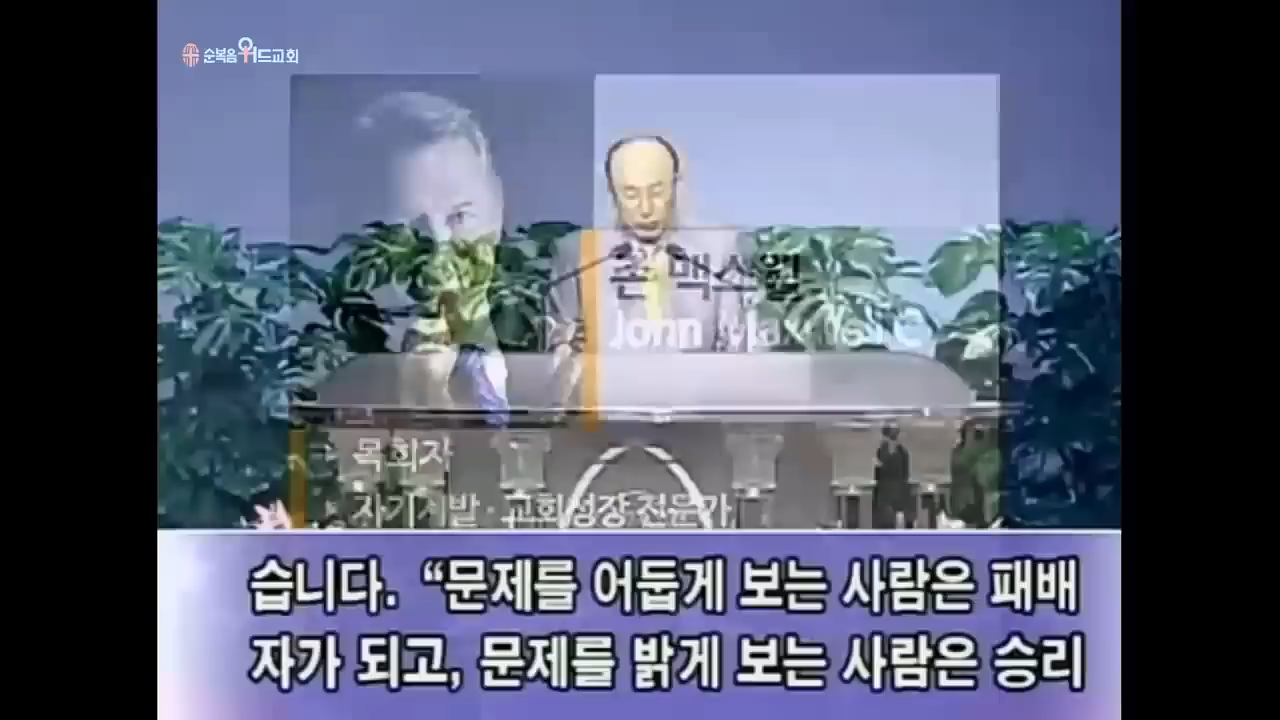 순복음워드교회
존 맥스웰
John Maxwell
목회자
자기계발·교회성장 전문가
습니다. “문제를 어둡게 보는 사람은 패배
자가 되고, 문제를 밝게 보는 사람은 승리